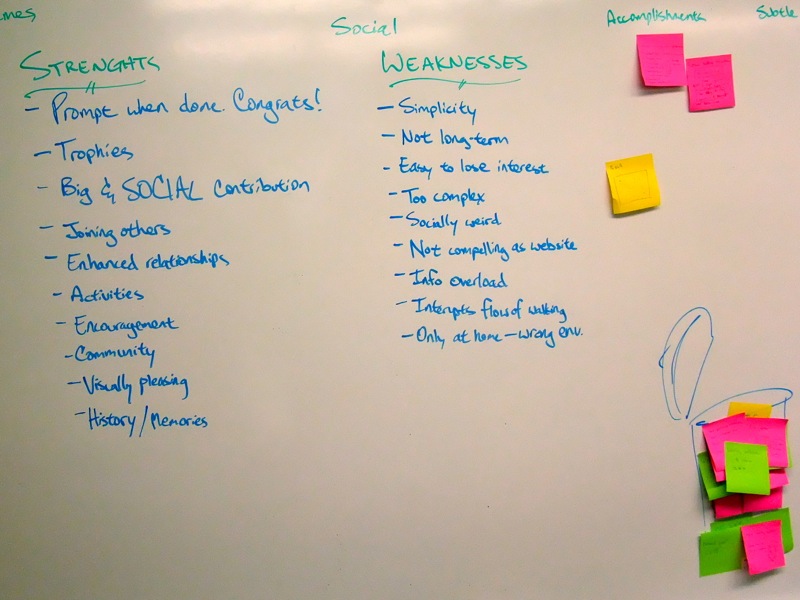 mes
Social
Accomplishments
Subtle
STRENGHTS
- Prompt when done. Congrats!
- Trophies
- Big & SOCIAL contribution
- Joining others
- Enhanced relationships
- Activities
- Encouragement
- Community
- Visually pleasing
- History/Memories
WEAKNESSES
- Simplicity
- Not long-term
- Easy to lose interest
- Too complex
- Socially weird
- Not compelling as website
- Info overload
- Interupts flow of walking
- Only at home - wrong env.